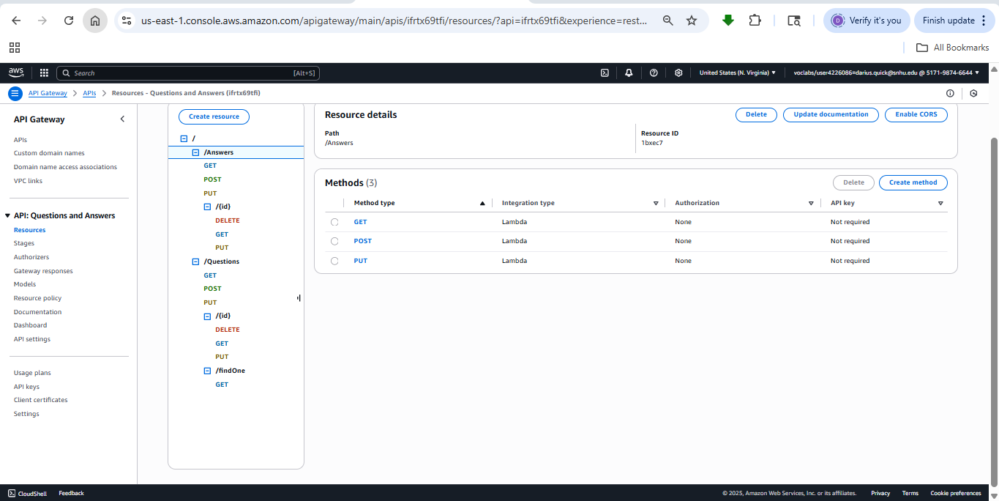 us-east-1.console.aws.amazon.com/apigateway/main/apis/ifrtx69tfi/resources/?api=ifrtx69tfi&experience=rest...
D Verify it's you
Finish update
All Bookmarks
aws
Search [Alt+S]
United States (N. Virginia)
voclabs/user4226086=darius.quick@snhu.edu @ 5171-9874-6644
API Gateway
APIs
Resources - Questions and Answers (ifrtx69tfi)
API Gateway
APIs
Custom domain names
Domain name access associations
VPC links
API: Questions and Answers
Resources
Stages
Authorizers
Gateway responses
Models
Resource policy
Documentation
Dashboard
API settings
Usage plans
API keys
Client certificates
Settings
Create resource
/
/Answers
GET
POST
PUT
/{id}
DELETE
GET
PUT
/Questions
GET
POST
PUT
/{id}
DELETE
GET
PUT
/findOne
GET
Resource details
Delete
Update documentation
Enable CORS
Path
/Answers
Resource ID
1bxec7
Methods (3)
Delete
Create method
Method type Integration type Authorization API key
GET Lambda None Not required
POST Lambda None Not required
PUT Lambda None Not required
CloudShell Feedback
© 2025, Amazon Web Services, Inc. or its affiliates. Privacy Terms Cookie preferences